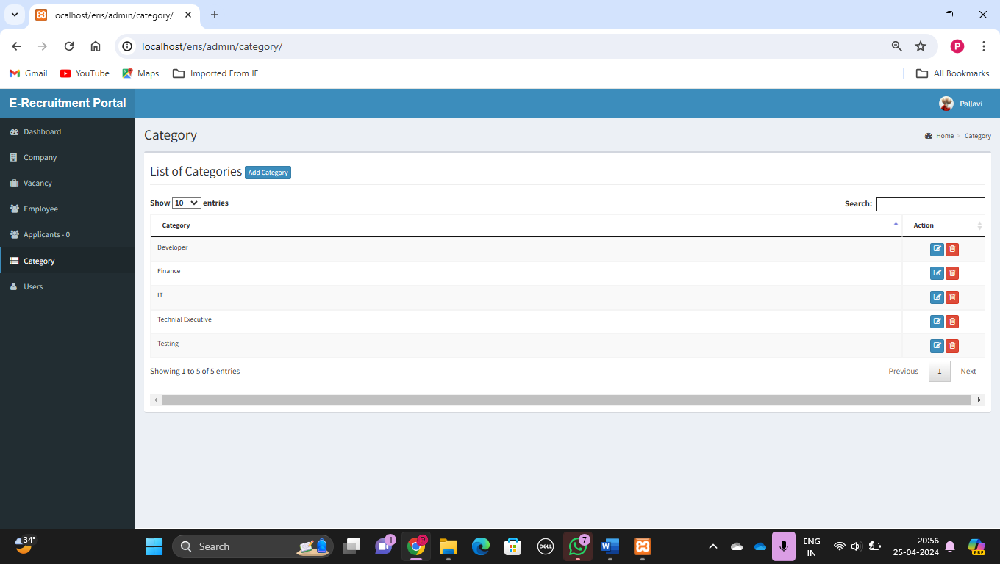 localhost/eris/admin/category/
localhost/eris/admin/category/
P
Gmail YouTube Maps Imported From IE All Bookmarks
E-Recruitment Portal Pallavi
Dashboard
Company
Vacancy
Employee
Applicants - 0
Category
Users
Category
Home > Category
List of Categories Add Category
Show 10 entries Search:
Category Action
Developer
Finance
IT
Technial Executive
Testing
Showing 1 to 5 of 5 entries Previous 1 Next
34°
Search
1
DELL
7
W
ENG
IN
20:56
25-04-2024
PRE